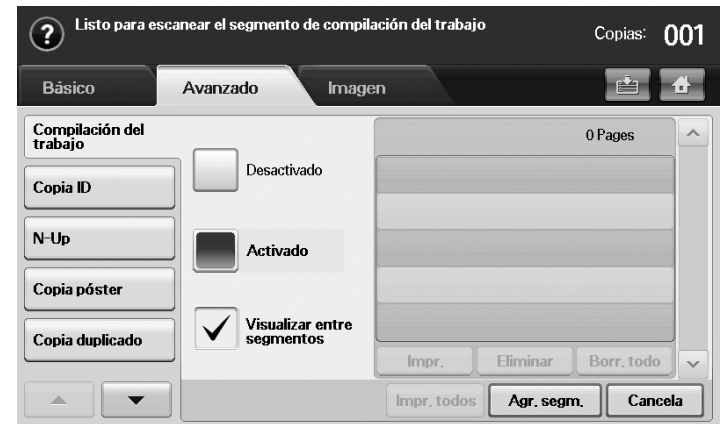 Listo para escanear el segmento de compilación del trabajo
Copias: 001
Básico
Avanzado
Imagen
Compilación del
trabajo
Copia ID
N-Up
Copia póster
Copia duplicado
Desactivado
Activado
Visualizar entre
segmentos
0 Pages
Impr.
Eliminar
Borr. todo
Impr. todos
Agr. segm.
Cancela